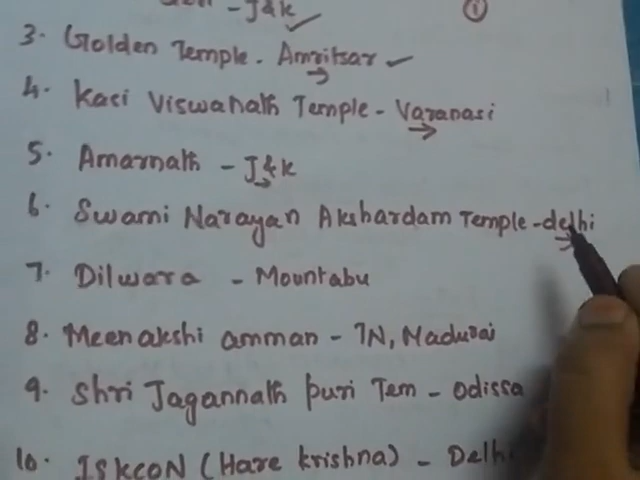 - J&K ①
3. Golden Temple - Amritsar
4. Kasi Viswanath Temple - Varanasi
5. Amarnath - J&K
6. Swami Narayan Akshardam Temple - delhi
7. Dilwara - Mountabu
8. Meenakshi amman - TN, Madurai
9. Shri Jagannath puri Tem - Odissa
10. ISKCON (Hare krishna) - Delhi